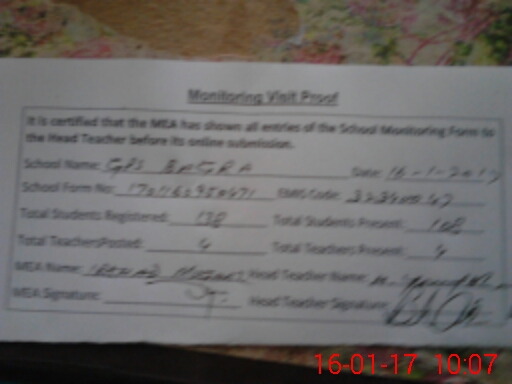 Monitoring Visit Proof
It is certified that the MEA has shown all entries of the School Monitoring Form to
the Head Teacher before its online submission.
School Name: GPS Date: 16-1-2017
School Form No: EMIS Code:
Total Students Registered: 138 Total Students Present: 108
Total TeachersPosted: 4 Total Teachers Present: 4
MEA Name: Head Teacher Name:
MEA Signature: Head Teacher Signature:
16-01-17 10:07